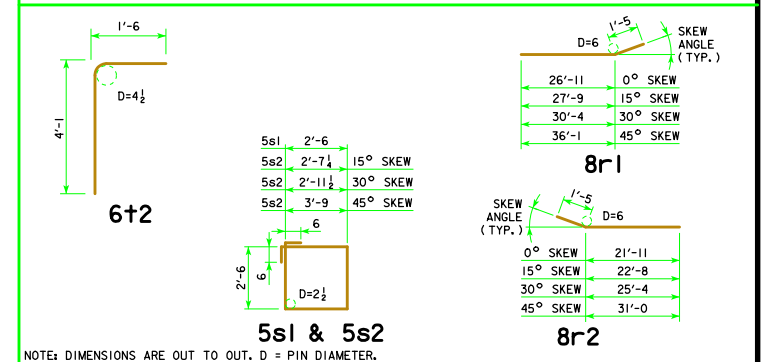 1'-6
D=4½
4'-1
6t2
5s1 2'-6
5s2 2'-7¼ 15° SKEW
5s2 2'-11½ 30° SKEW
5s2 3'-9 45° SKEW
6
6
2'-6
D=2½
5s1 & 5s2
1'-5
D=6
SKEW
ANGLE
(TYP.)
26'-11 0° SKEW
27'-9 15° SKEW
30'-4 30° SKEW
36'-1 45° SKEW
8r1
1'-5
SKEW
ANGLE
(TYP.)
D=6
0° SKEW 21'-11
15° SKEW 22'-8
30° SKEW 25'-4
45° SKEW 31'-0
8r2
NOTE: DIMENSIONS ARE OUT TO OUT. D = PIN DIAMETER.